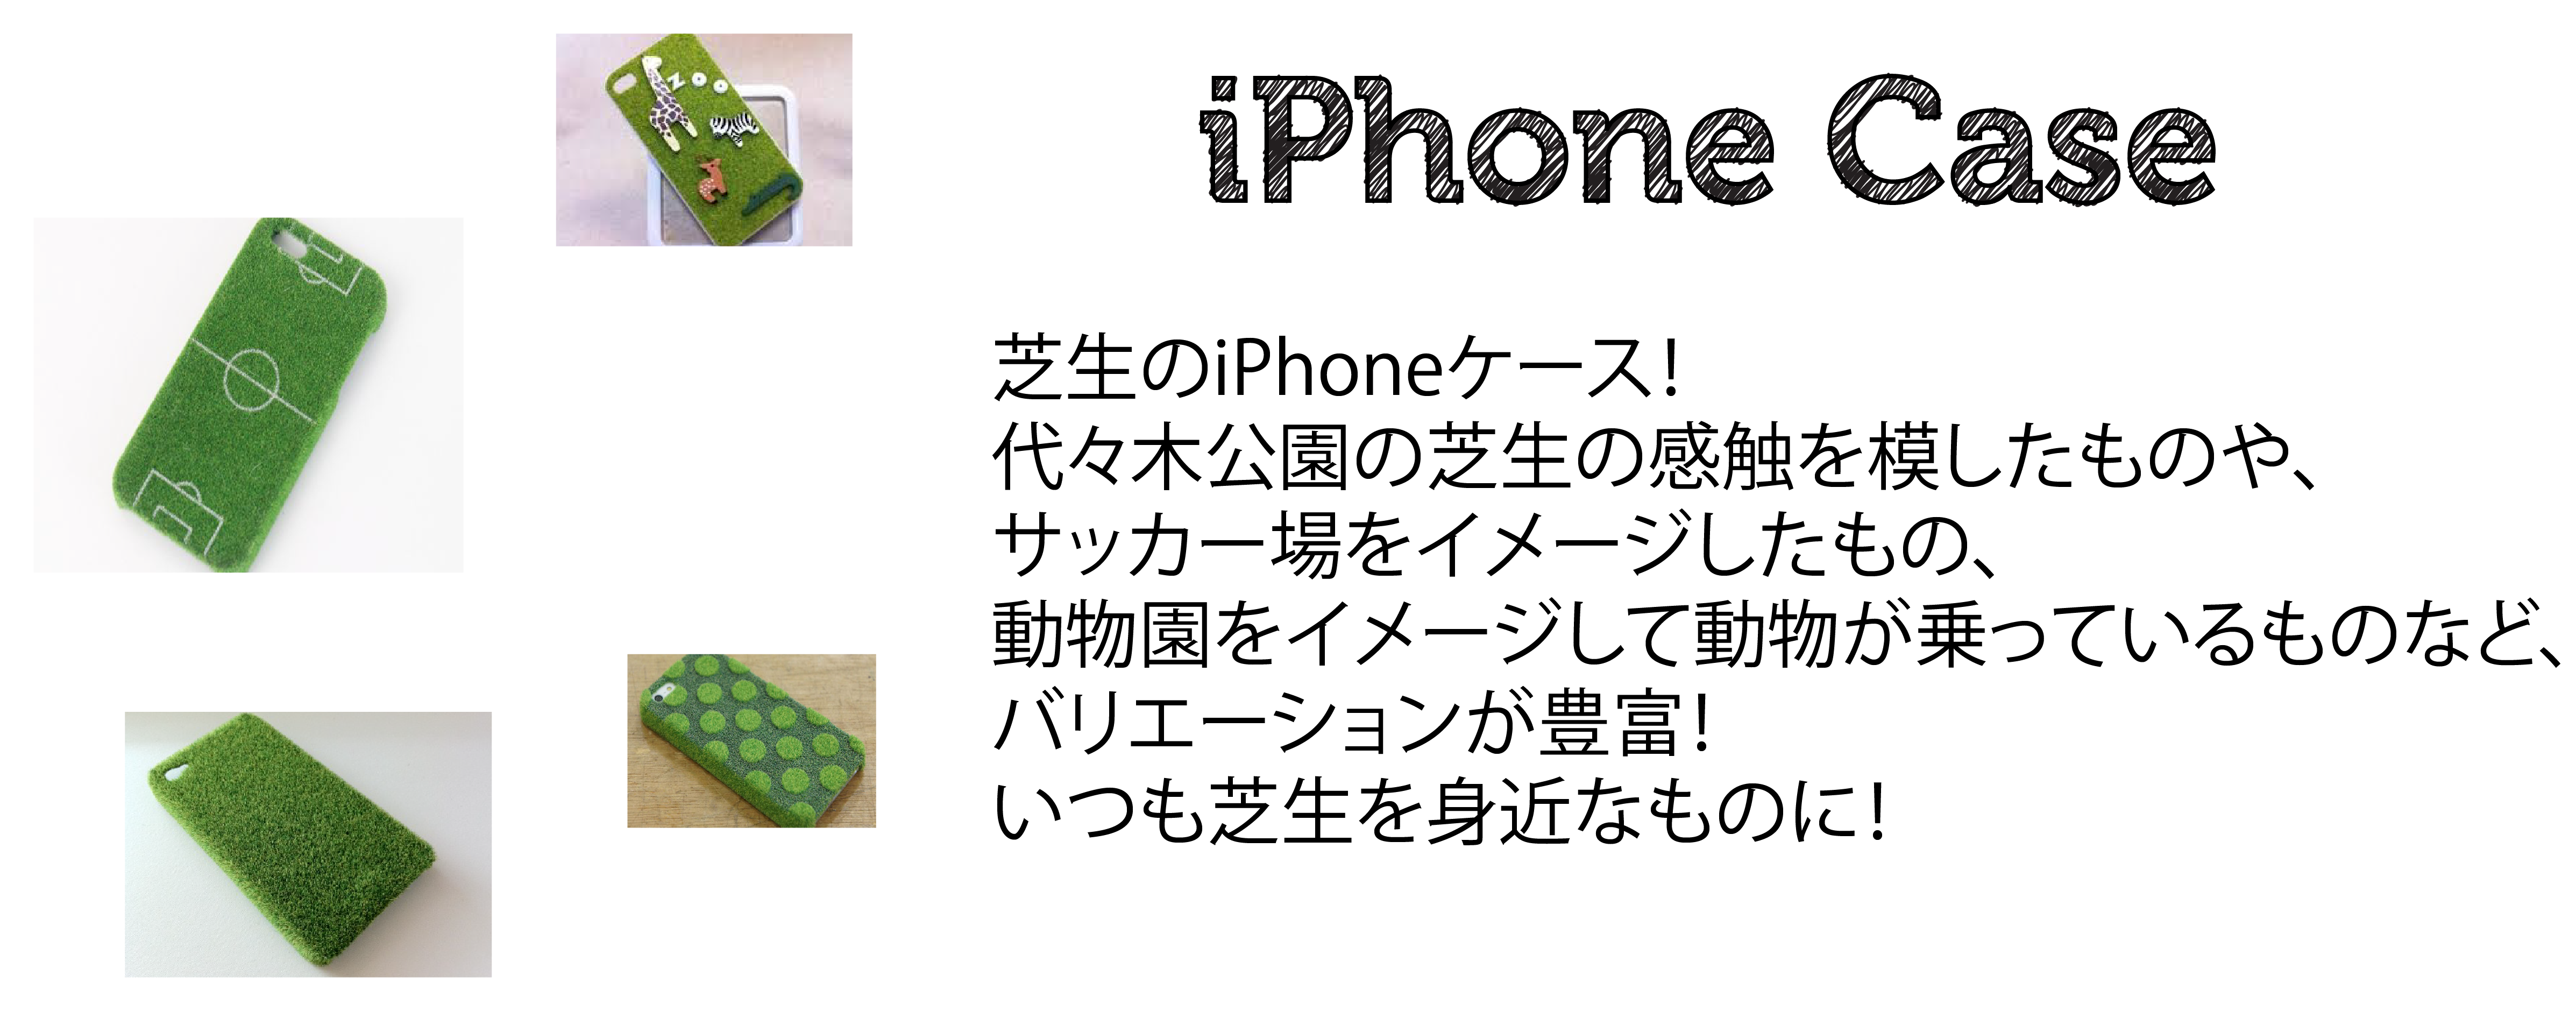 ZOO
iPhone Case
芝生のiPhoneケース!
代々木公園の芝生の感触を模したものや、
サッカー場をイメージしたもの、
動物園をイメージして動物が乗っているものなど、
バリエーションが豊富!
いつも芝生を身近なものに!